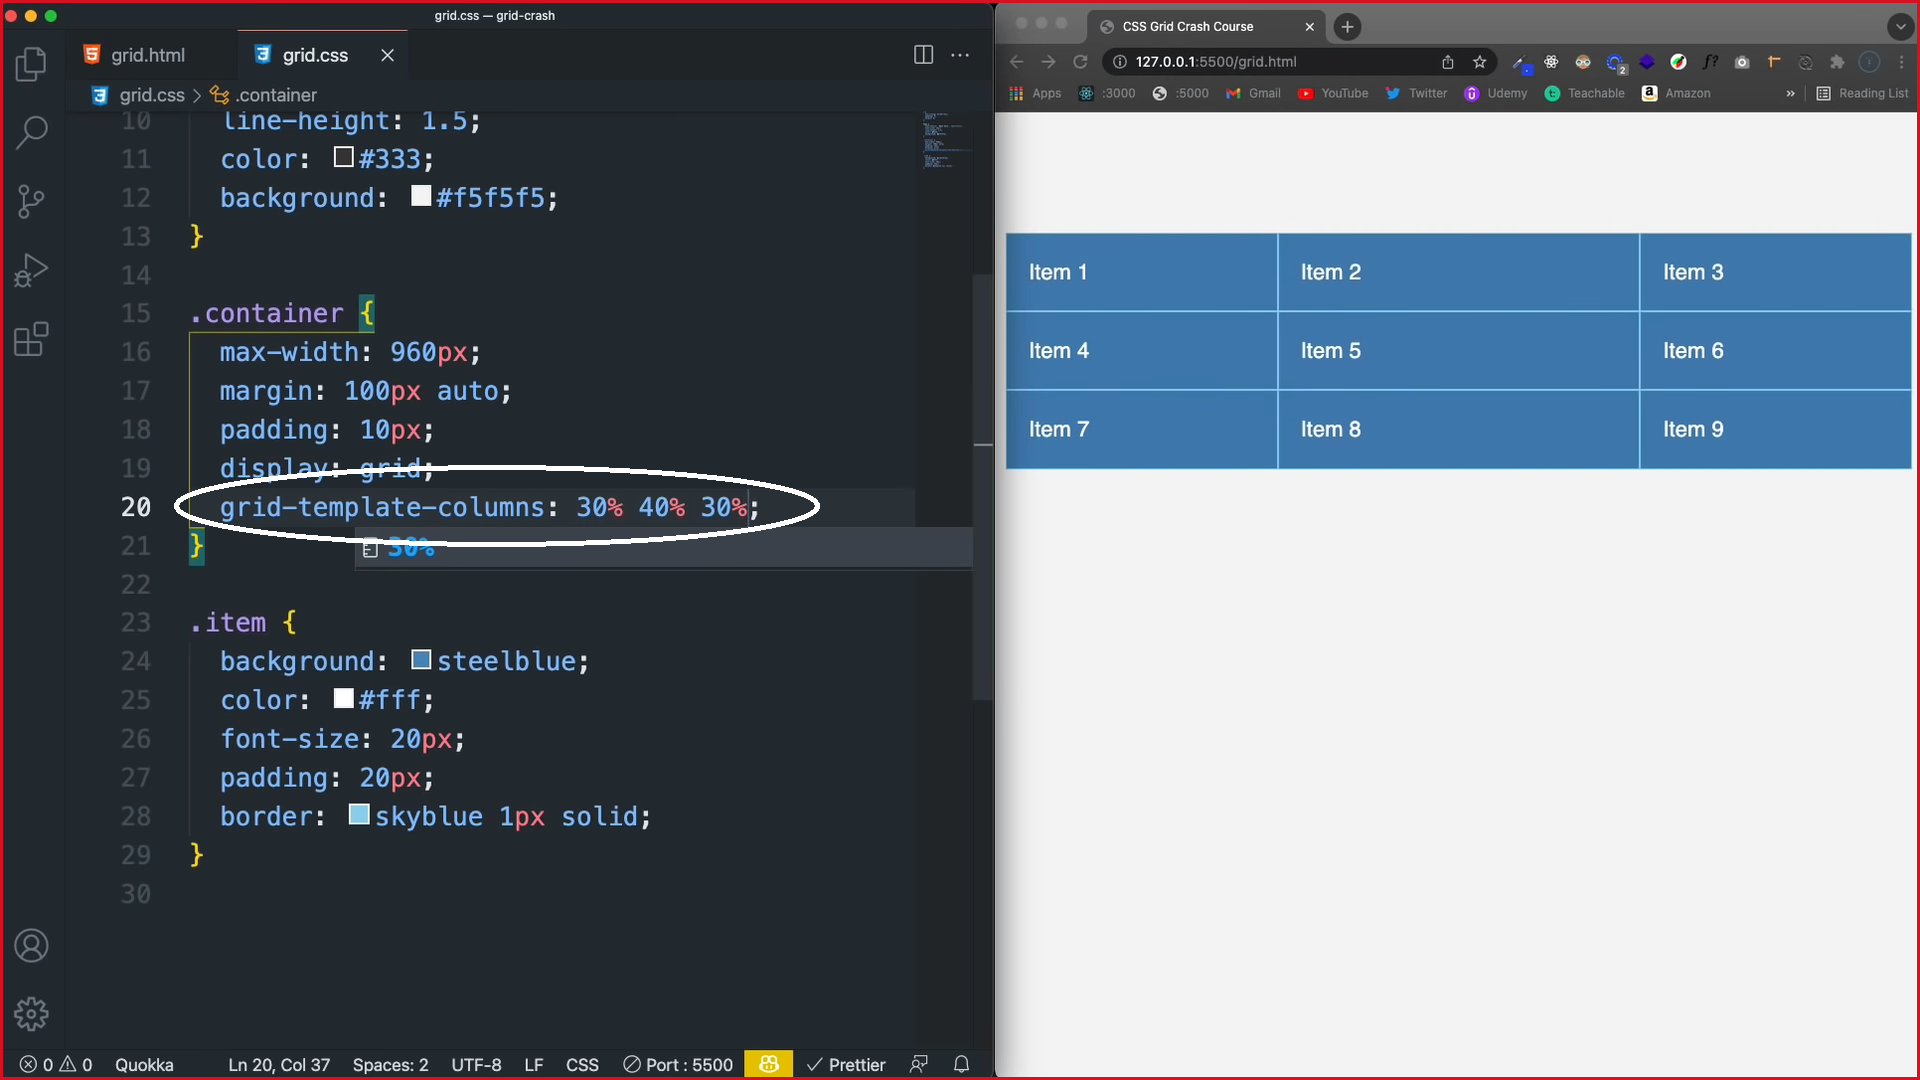 grid.css — grid-crash
grid.html
grid.css
grid.css > .container
10 line-height: 1.5;
11 color: #333;
12 background: #f5f5f5;
13 }
14
15 .container {
16 max-width: 960px;
17 margin: 100px auto;
18 padding: 10px;
19 display: grid;
20 grid-template-columns: 30% 40% 30%;
21 }
30%
22
23 .item {
24 background: steelblue;
25 color: #fff;
26 font-size: 20px;
27 padding: 20px;
28 border: skyblue 1px solid;
29 }
30
0 0 Quokka Ln 20, Col 37 Spaces: 2 UTF-8 LF CSS Port : 5500 Prettier
CSS Grid Crash Course
127.0.0.1:5500/grid.html
f?
2
Apps :3000 :5000 Gmail YouTube Twitter Udemy Teachable Amazon » Reading List
Item 1 Item 2 Item 3
Item 4 Item 5 Item 6
Item 7 Item 8 Item 9